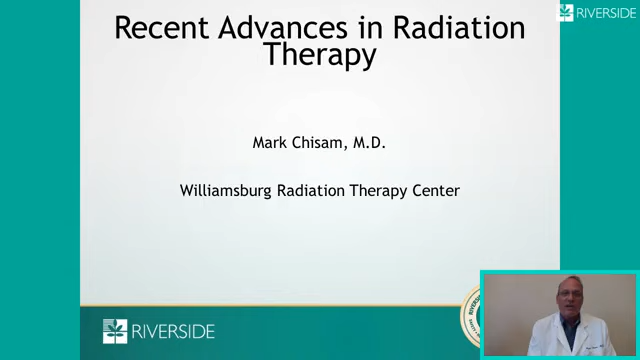 RIVERSIDE
Recent Advances in Radiation
Therapy
Mark Chisam, M.D.
Williamsburg Radiation Therapy Center
RIVERSIDE